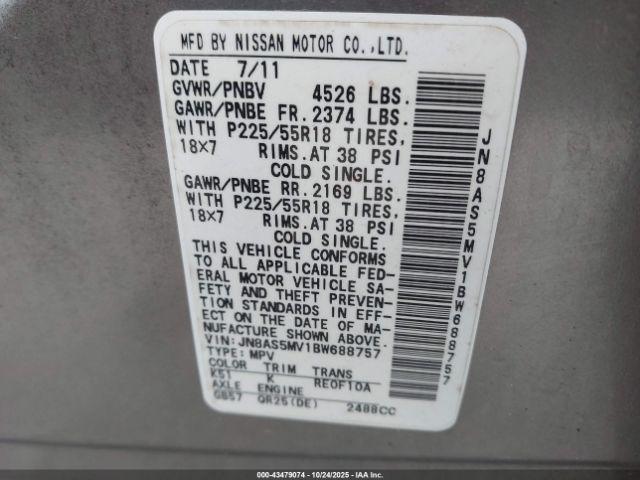 MFD BY NISSAN MOTOR CO.,LTD.
DATE 7/11
GVWR/PNBV 4526 LBS.
GAWR/PNBE FR. 2374 LBS.
WITH P225/55R18 TIRES,
18x7 RIMS. AT 38 PSI
COLD SINGLE.
GAWR/PNBE RR. 2169 LBS.
WITH P225/55R18 TIRES,
18x7 RIMS. AT 38 PSI
COLD SINGLE.
THIS VEHICLE CONFORMS
TO ALL APPLICABLE FED-
ERAL MOTOR VEHICLE SA-
FETY AND THEFT PREVEN-
TION STANDARDS IN EFF-
ECT ON THE DATE OF MA-
NUFACTURE SHOWN ABOVE.
VIN: JN8AS5MV1BW688757
TYPE: MPV
COLOR TRIM TRANS
K51 K RE0F10A
AXLE ENGINE
GB57 QR25(DE) 2488CC
JN8AS5MV1BW688757
000-43479074 - 10/24/2025 - IAAI.COM